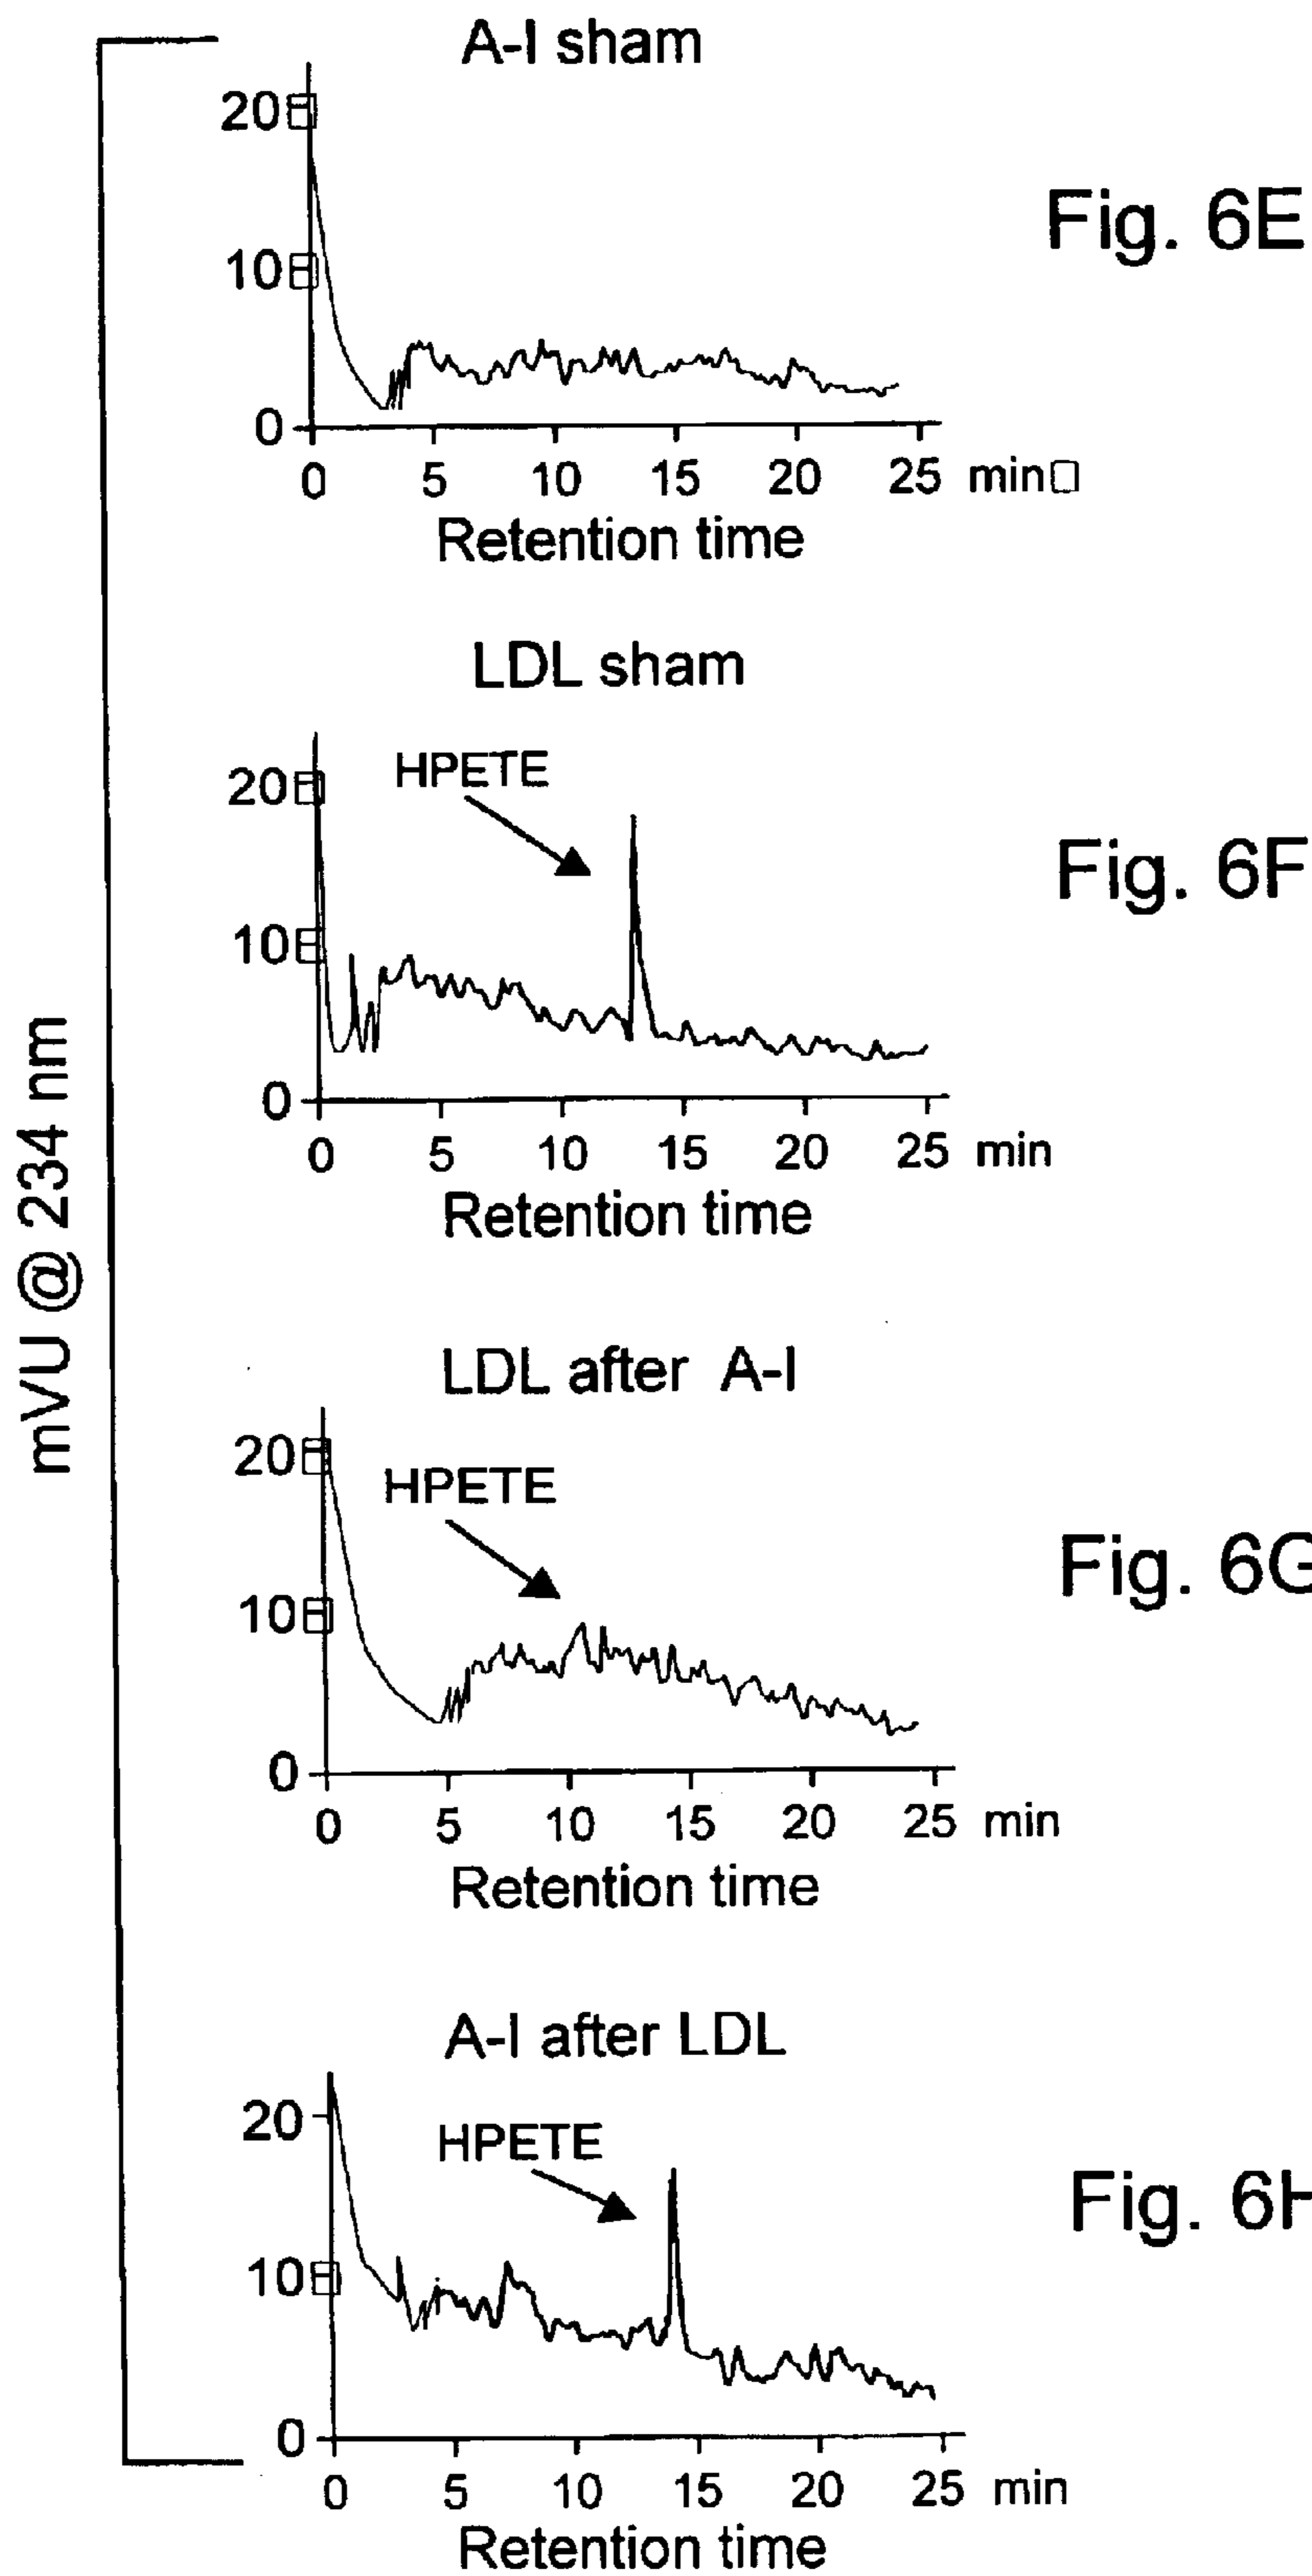 mVU @ 234 nm
A-I sham
Fig. 6E
20
10
0
0 5 10 15 20 25 min
Retention time
LDL sham
HPETE
Fig. 6F
20
10
0
0 5 10 15 20 25 min
Retention time
LDL after A-I
HPETE
Fig. 6G
20
10
0
0 5 10 15 20 25 min
Retention time
A-I after LDL
HPETE
Fig. 6H
20
10
0
0 5 10 15 20 25 min
Retention time